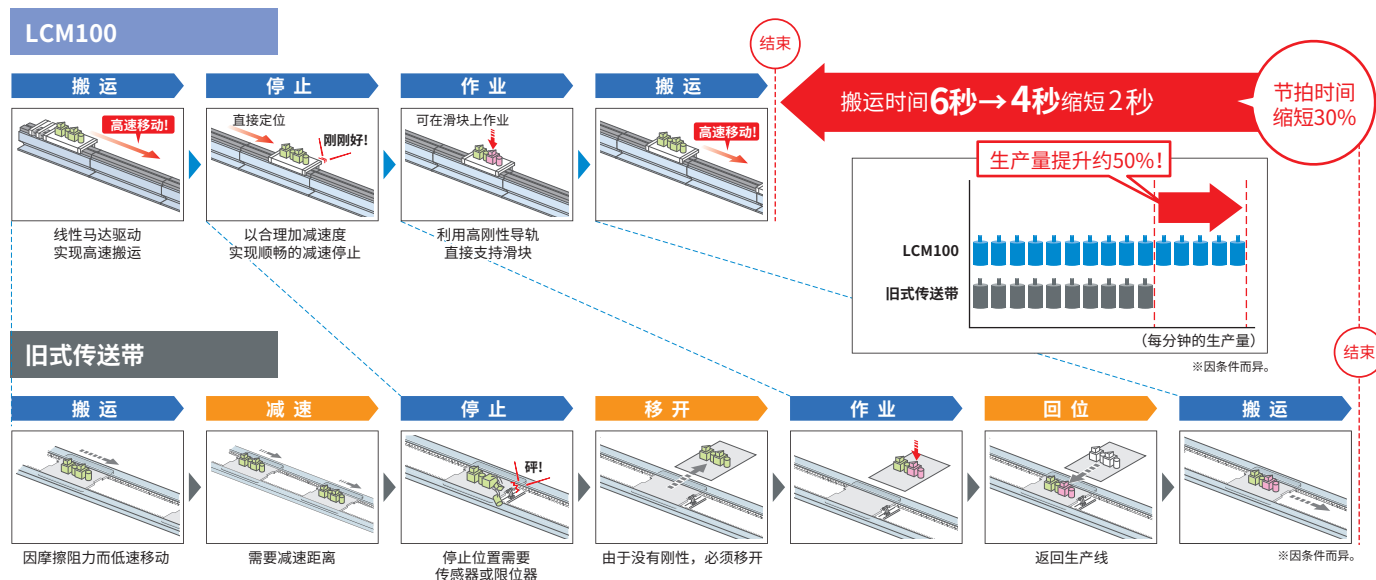 LCM100
结束
搬运
停止
作业
搬运
搬运时间6秒→4秒缩短2秒
节拍时间
缩短30%
高速移动!
直接定位
刚刚好!
可在滑块上作业
高速移动!
线性马达驱动
实现高速搬运
以合理加减速度
实现顺畅的减速停止
利用高刚性导轨
直接支持滑块
生产量提升约50%!
LCM100
旧式传送带
(每分钟的生产量)
※因条件而异。
旧式传送带
结束
搬运
减速
停止
移开
作业
回位
搬运
砰!
因摩擦阻力而低速移动
需要减速距离
停止位置需要
传感器或限位器
由于没有刚性,必须移开
返回生产线
※因条件而异。